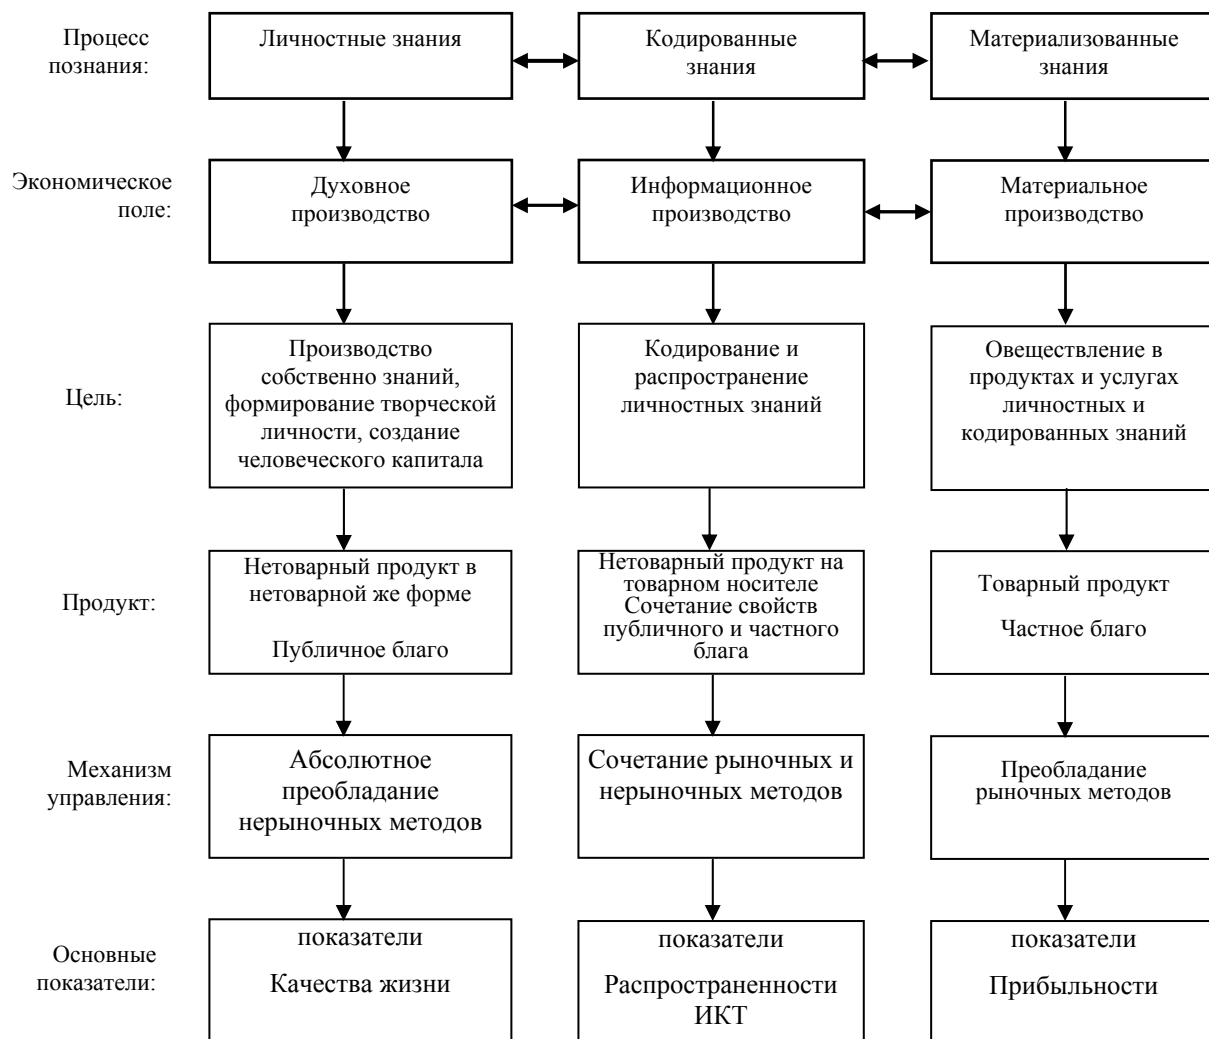 Процесс
познания:
Личностные знания
Кодированные
знания
Материализованные
знания
Экономическое
поле:
Духовное
производство
Информационное
производство
Материальное
производство
Цель:
Производство
собственно знаний,
формирование творческой
личности, создание
человеческого капитала
Кодирование и
распространение
личностных знаний
Овеществление в
продуктах и услугах
личностных и
кодированных знаний
Продукт:
Нетоварный продукт в
нетоварной же форме
Публичное благо
Нетоварный продукт на
товарном носителе
Сочетание свойств
публичного и частного
блага
Товарный продукт
Частное благо
Механизм
управления:
Абсолютное
преобладание
нерыночных методов
Сочетание рыночных и
нерыночных методов
Преобладание
рыночных методов
Основные
показатели:
показатели
Качества жизни
показатели
Распространенности
ИКТ
показатели
Прибыльности